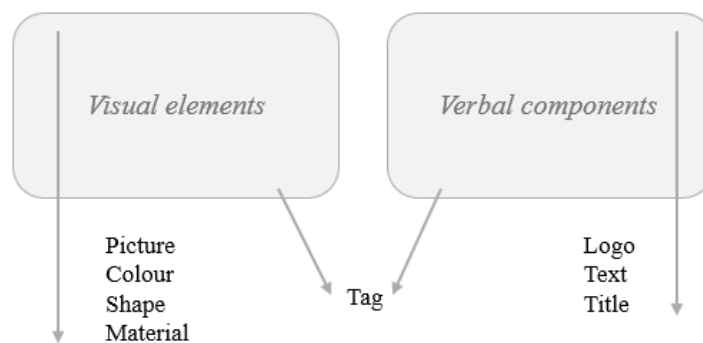 Visual elements
Verbal components
Picture
Colour
Shape
Material
Tag
Logo
Text
Title